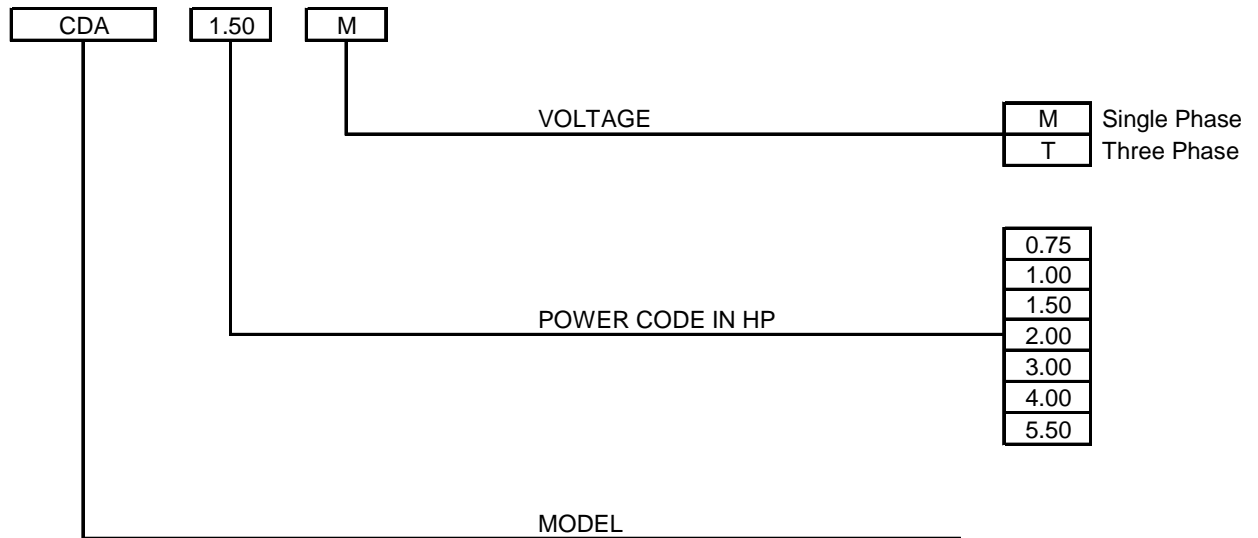 CDA 1.50 M
VOLTAGE
M Single Phase
T Three Phase
0.75
1.00
1.50
POWER CODE IN HP
2.00
3.00
4.00
5.50
MODEL